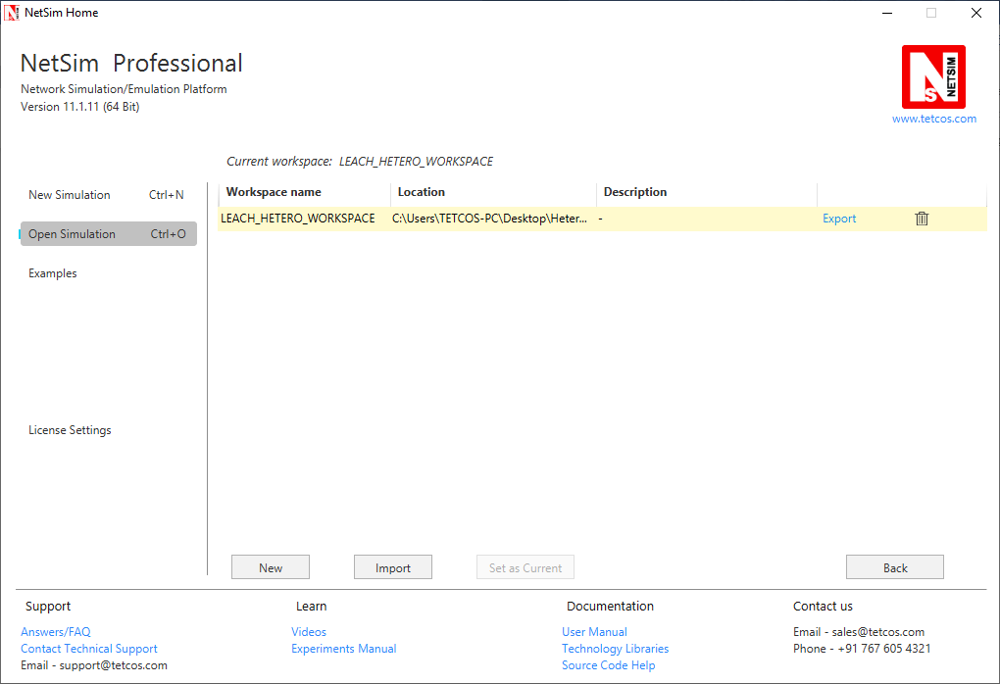 NetSim Home
NetSim Professional
Network Simulation/Emulation Platform
Version 11.1.11 (64 Bit)
NS NETSIM
www.tetcos.com
Current workspace: LEACH_HETERO_WORKSPACE
New Simulation Ctrl+N
Open Simulation Ctrl+O
Examples
License Settings
Workspace name Location Description
LEACH_HETERO_WORKSPACE C:\Users\TETCOS-PC\Desktop\Heter... - Export
New Import Set as Current Back
Support Learn Documentation Contact us
Answers/FAQ Videos User Manual Email - sales@tetcos.com
Contact Technical Support Experiments Manual Technology Libraries Phone - +91 767 605 4321
Email - support@tetcos.com Source Code Help